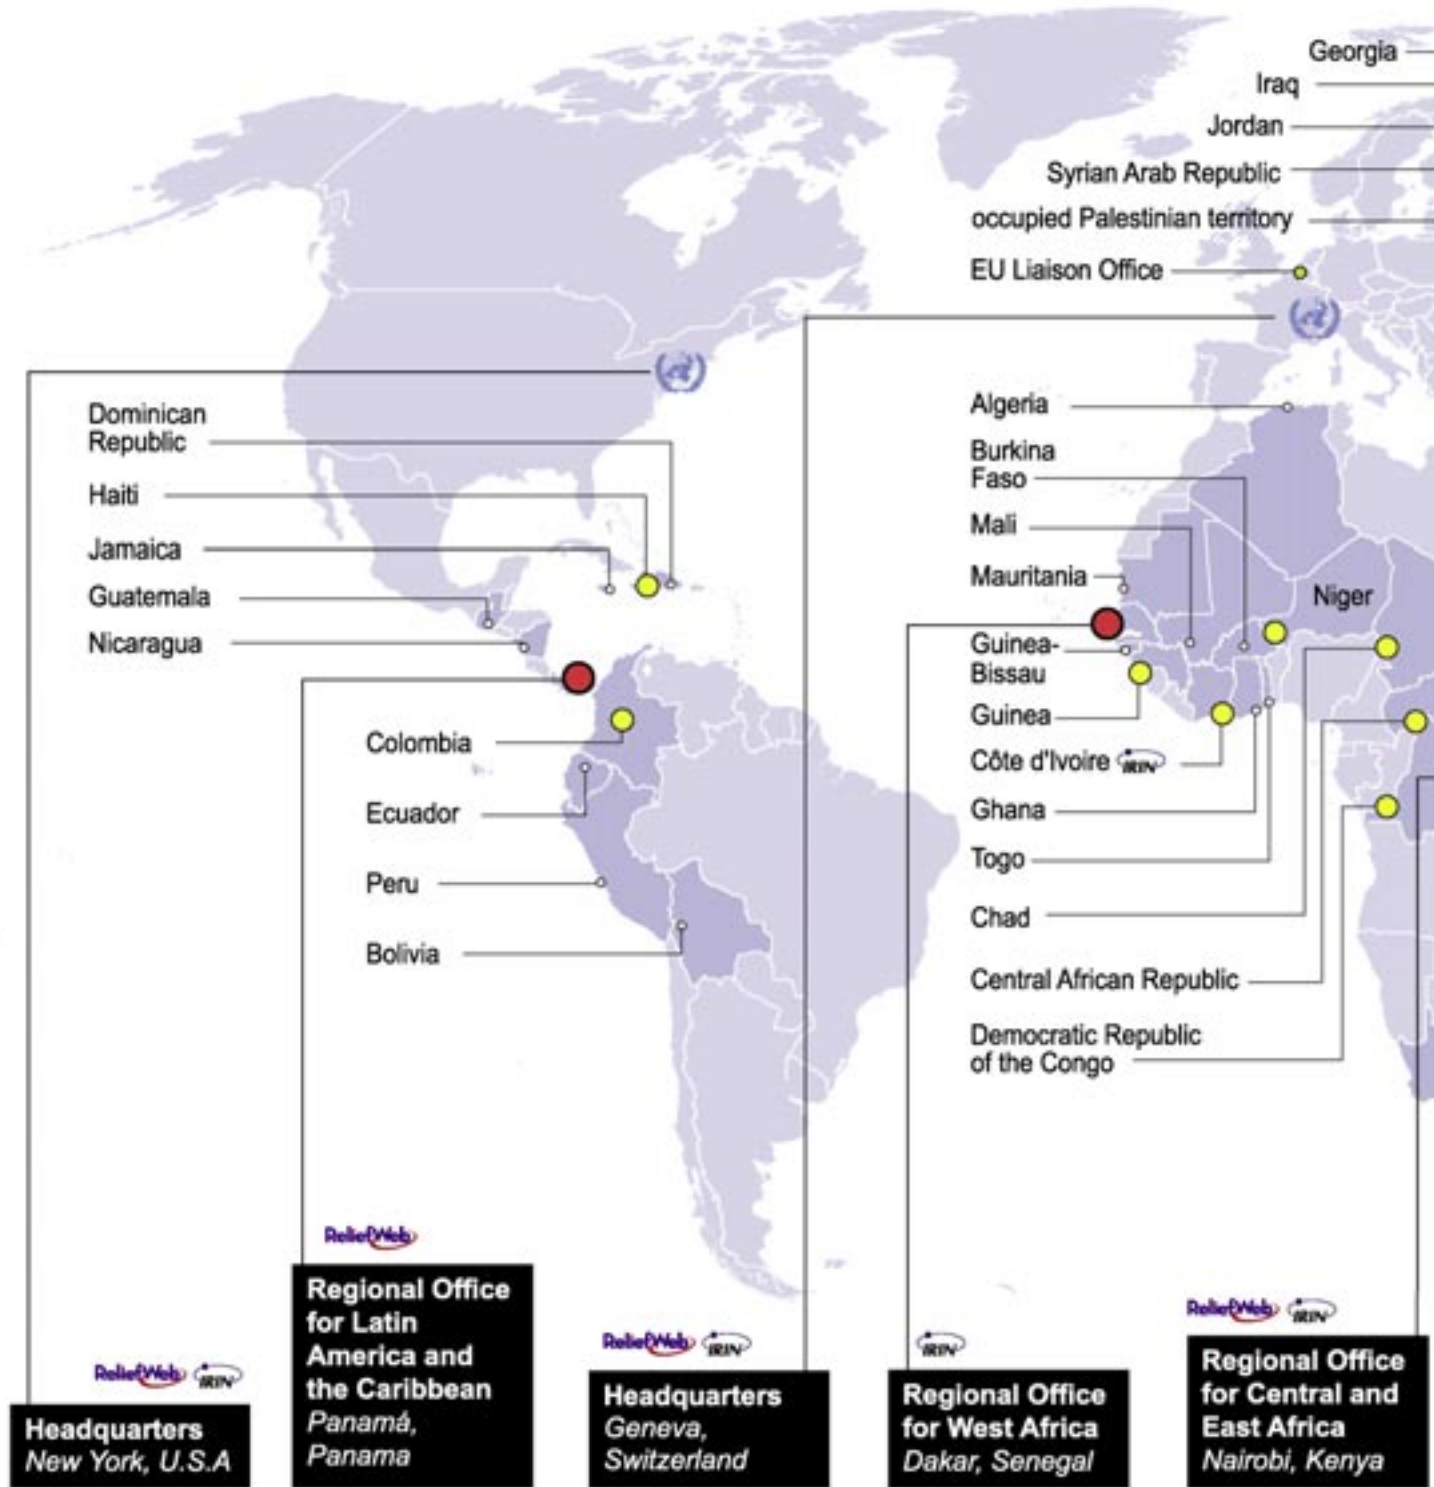 Georgia
Iraq
Jordan
Syrian Arab Republic
occupied Palestinian territory
EU Liaison Office
Dominican
Republic
Haiti
Jamaica
Guatemala
Nicaragua
Colombia
Ecuador
Peru
Bolivia
Algeria
Burkina
Faso
Mali
Mauritania
Niger
Guinea-
Bissau
Guinea
Côte d'Ivoire IRIN
Ghana
Togo
Chad
Central African Republic
Democratic Republic
of the Congo
ReliefWeb IRIN
Headquarters
New York, U.S.A
ReliefWeb
Regional Office
for Latin
America and
the Caribbean
Panamá,
Panama
ReliefWeb IRIN
Headquarters
Geneva,
Switzerland
IRIN
Regional Office
for West Africa
Dakar, Senegal
ReliefWeb IRIN
Regional Office
for Central and
East Africa
Nairobi, Kenya